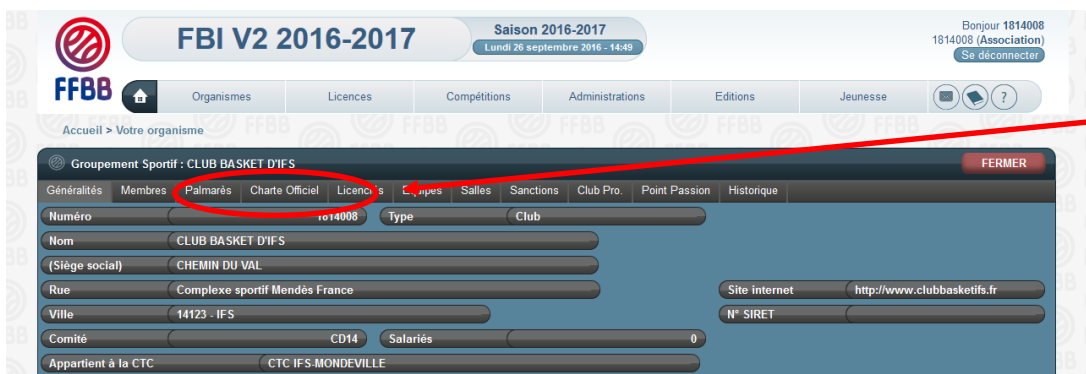 FBI V2 2016-2017
Saison 2016-2017
Lundi 26 septembre 2016 - 14:49
Bonjour 1814008
1814008 (Association)
Se déconnecter
FFBB
Organismes Licences Compétitions Administrations Editions Jeunesse ?
Accueil > Votre organisme
Groupement Sportif : CLUB BASKET D'IFS FERMER
Généralités Membres Palmarès Charte Officiel Licenciés Equipes Salles Sanctions Club Pro. Point Passion Historique
Numéro 1814008 Type Club
Nom CLUB BASKET D'IFS
(Siège social) CHEMIN DU VAL
Rue Complexe sportif Mendès France Site internet http://www.clubbasketifs.fr
Ville 14123 - IFS N° SIRET
Comité CD14 Salariés 0
Appartient à la CTC CTC IFS-MONDEVILLE